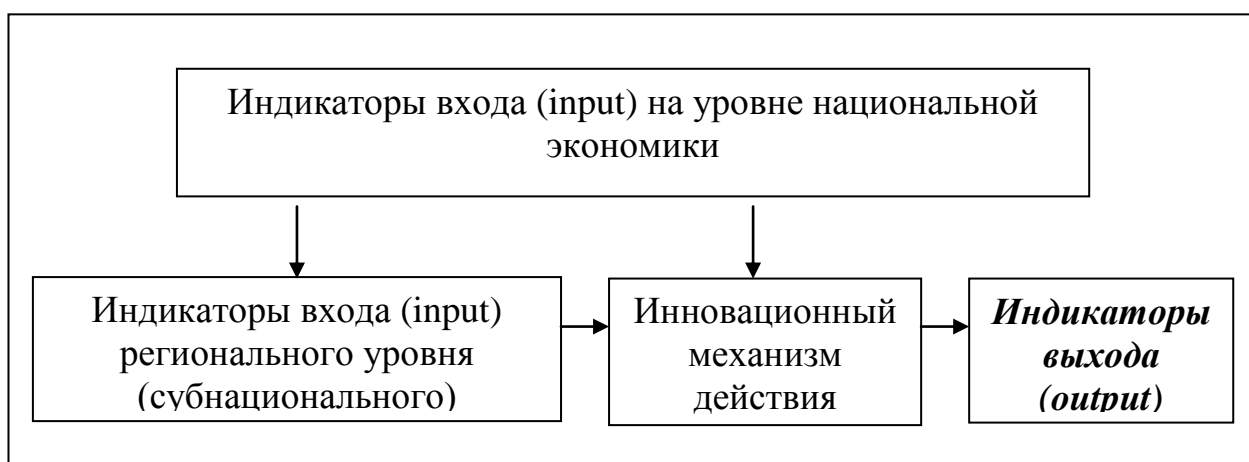 Индикаторы входа (input) на уровне национальной
экономики
Индикаторы входа (input)
регионального уровня
(субнационального)
Инновационный
механизм
действия
Индикаторы
выхода
(output)